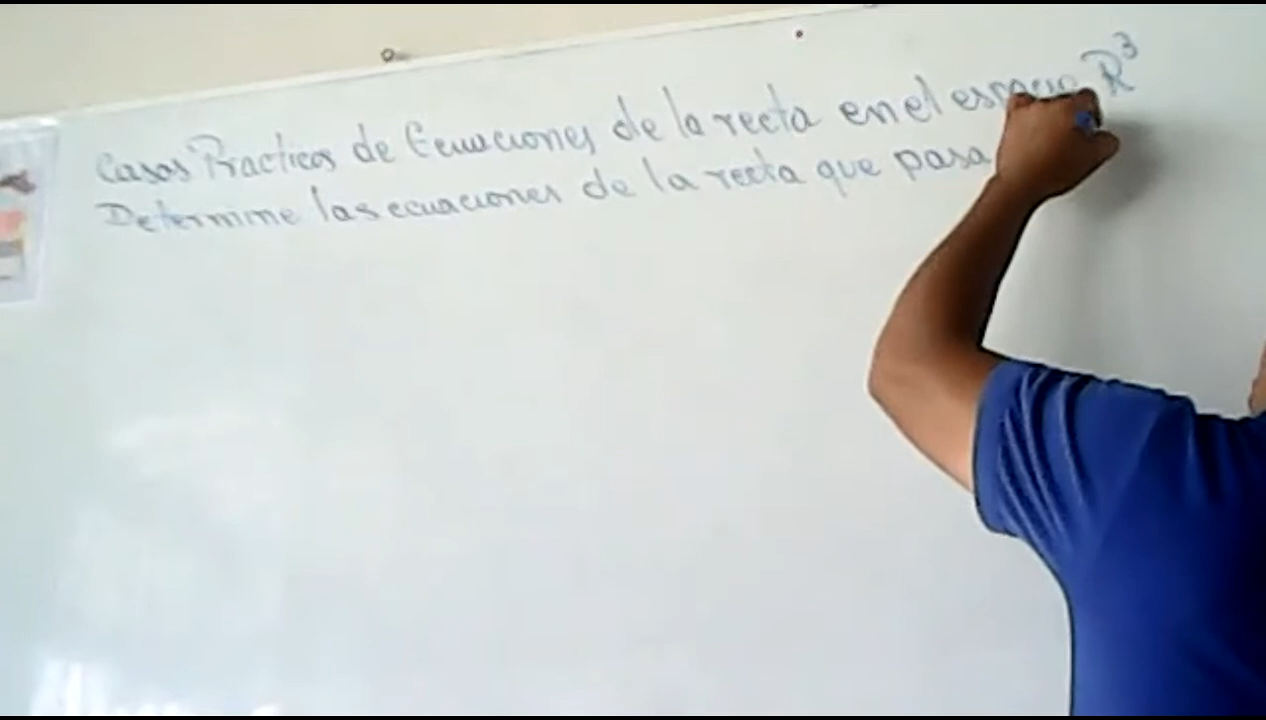 Casos Practicos de Ecuaciones de la recta en el espacio R³
Determine las ecuaciones de la recta que pasa